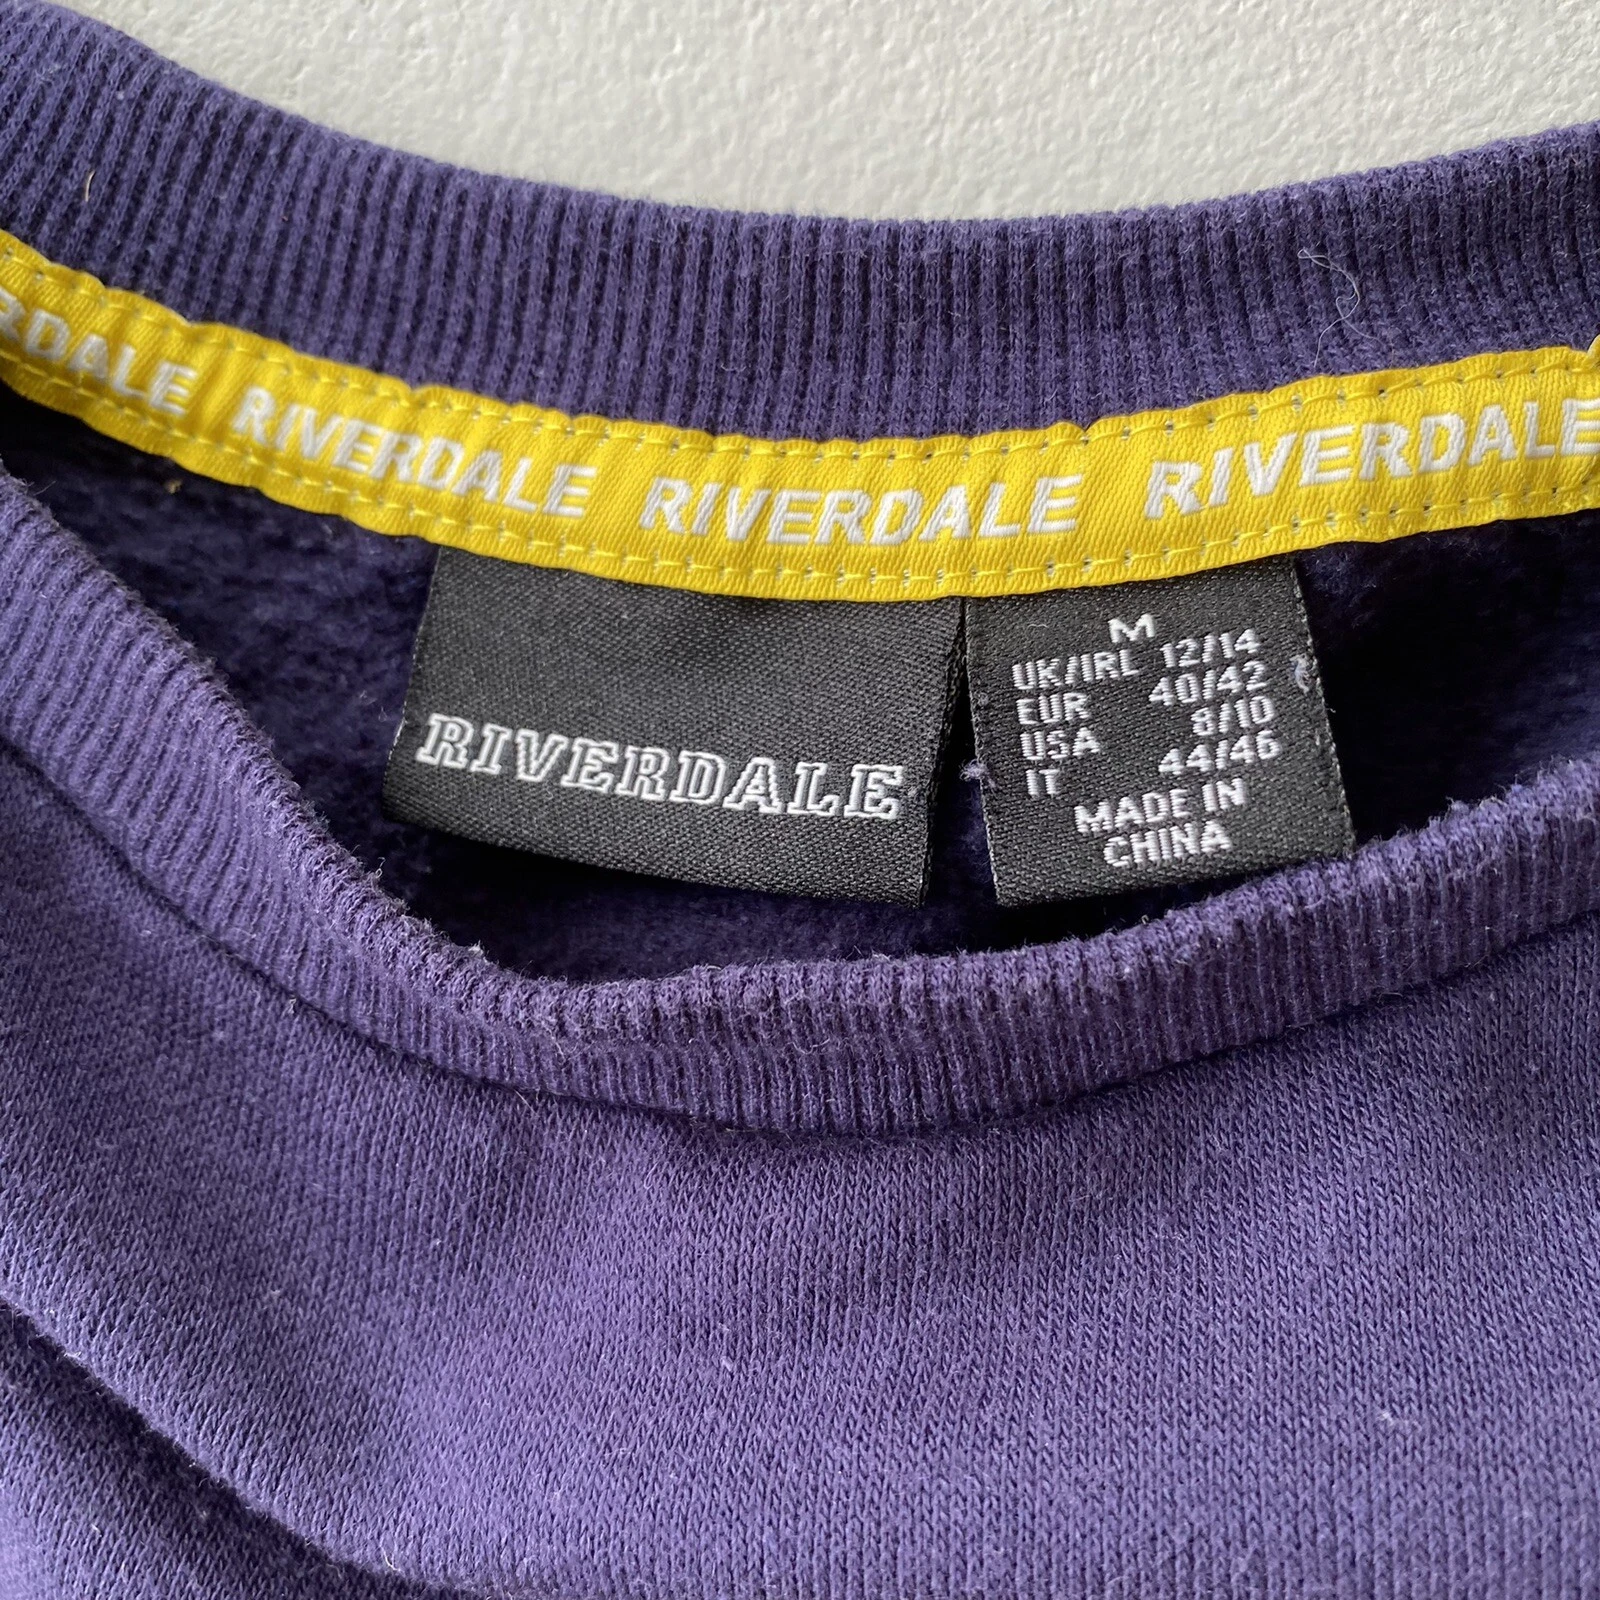 RDALE RIVERDALE RIVERDALE RIVERDALE
RIVERDALE
M
UK/IRL 12/14
EUR 40/42
USA 8/10
IT 44/46
MADE IN
CHINA